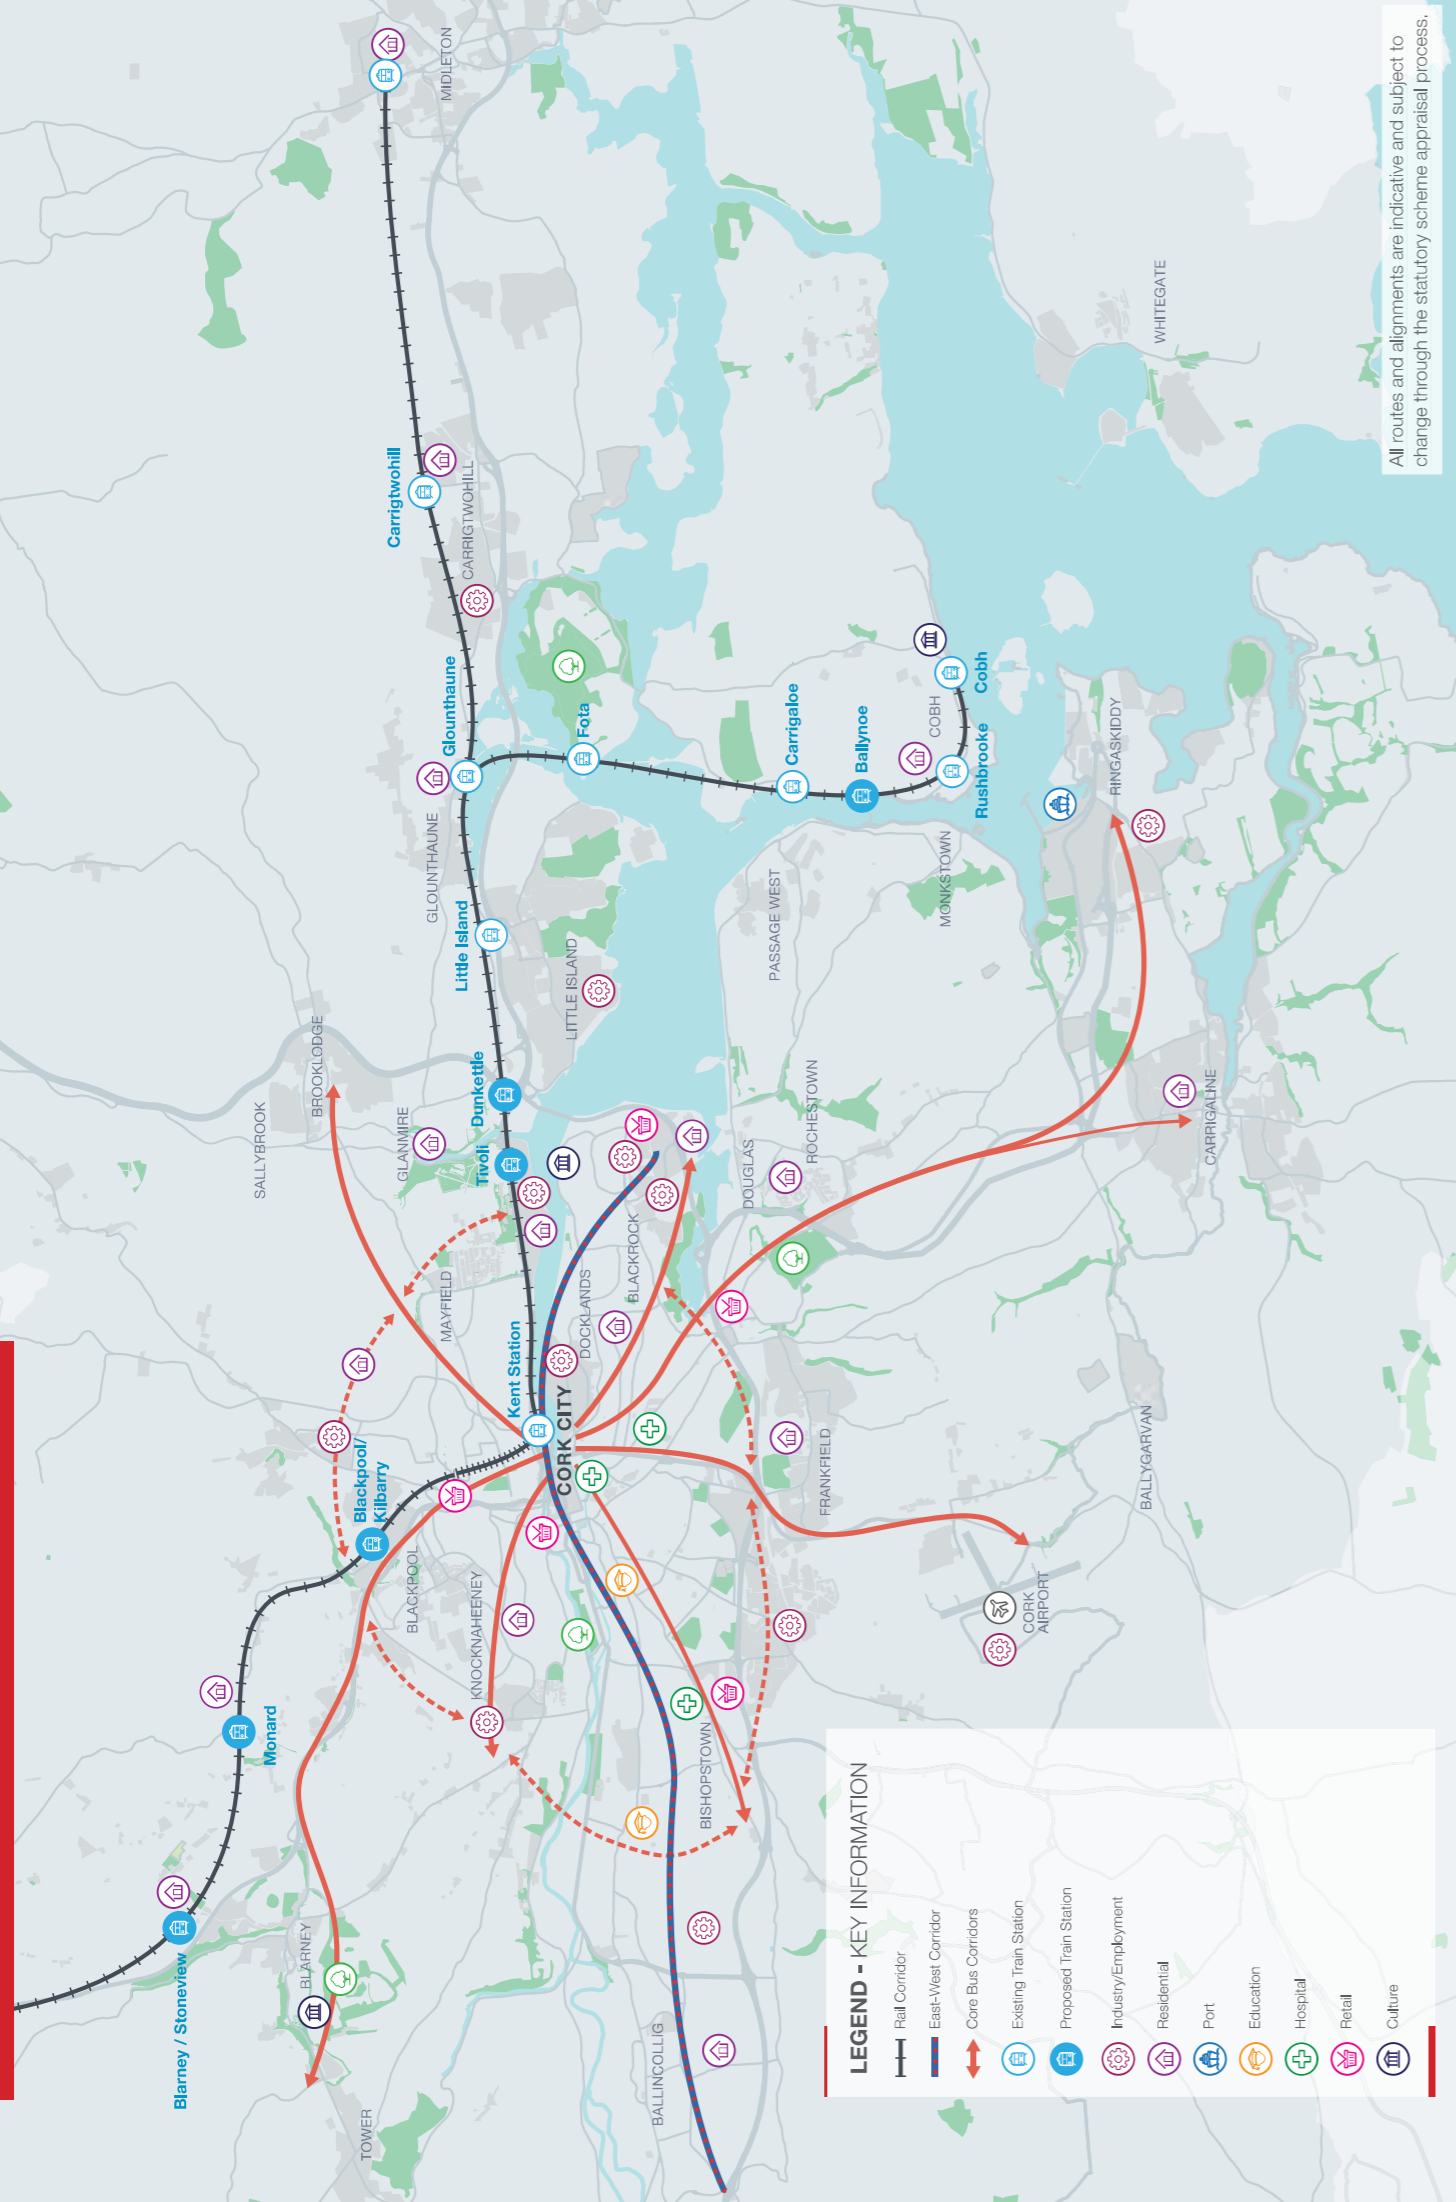 MIDLETON
Carrigtwohill
CARRIGTWOHILL
Glounthaune
GLOUNTHAUNE
Fota
Carrigaloe
Ballynoe
COBH
Cobh
Rushbrooke
WHITEGATE
RINGASKIDDY
MONKSTOWN
PASSAGE WEST
Little Island
LITTLE ISLAND
Dunkettle
Tivoli
BROOKLODGE
SALLYBROOK
GLANMIRE
MAYFIELD
Kent Station
CORK CITY
DOCKLANDS
BLACKROCK
DOUGLAS
ROCHESTOWN
CARRIGALINE
FRANKFIELD
BALLYGARVAN
CORK
AIRPORT
Blackpool/
Kilbarry
BLACKPOOL
KNOCKNAHEENEY
BISHOPSTOWN
BALLINCOLLIG
Monard
Blarney / Stoneview
BLARNEY
TOWER
LEGEND - KEY INFORMATION
Rail Corridor
East-West Corridor
Core Bus Corridors
Existing Train Station
Proposed Train Station
Industry/Employment
Residential
Port
Education
Hospital
Retail
Culture
All routes and alignments are indicative and subject to
change through the statutory scheme appraisal process.